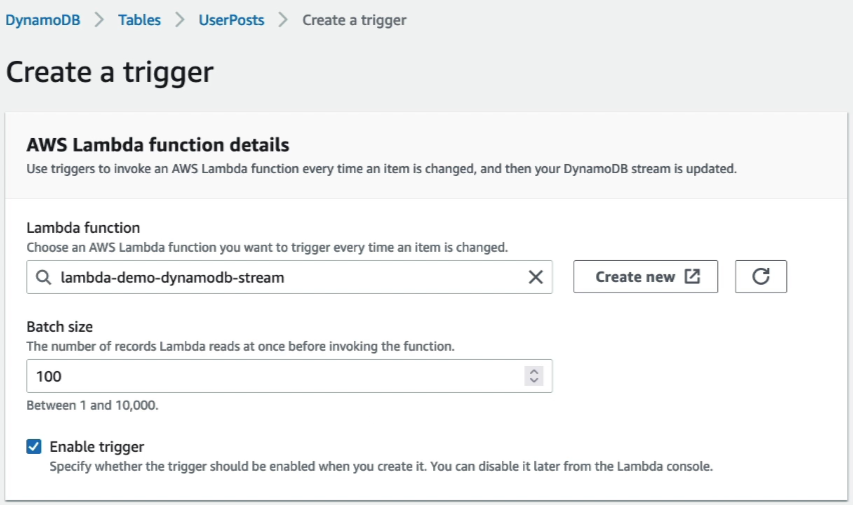 DynamoDB > Tables > UserPosts > Create a trigger
Create a trigger
AWS Lambda function details
Use triggers to invoke an AWS Lambda function every time an item is changed, and then your DynamoDB stream is updated.
Lambda function
Choose an AWS Lambda function you want to trigger every time an item is changed.
lambda-demo-dynamodb-stream
Create new
Batch size
The number of records Lambda reads at once before invoking the function.
100
Between 1 and 10,000.
Enable trigger
Specify whether the trigger should be enabled when you create it. You can disable it later from the Lambda console.